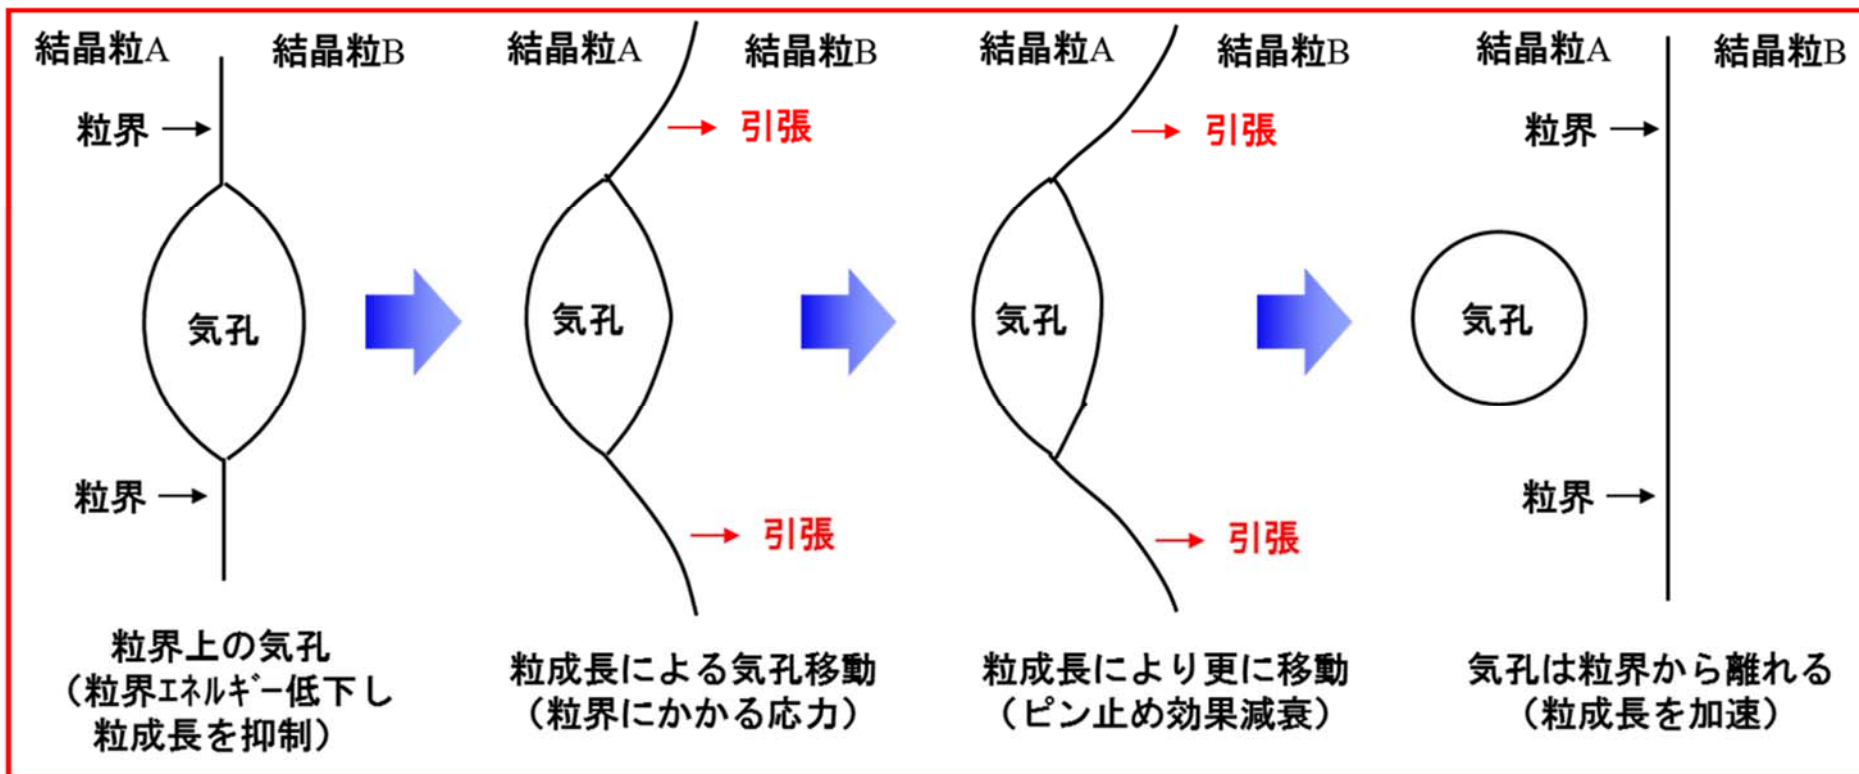 結晶粒A 結晶粒B
粒界
気孔
粒界
粒界上の気孔
（粒界ｴﾈﾙｷﾞｰ低下し
粒成長を抑制）
結晶粒A 結晶粒B
引張
気孔
引張
粒成長による気孔移動
（粒界にかかる応力）
結晶粒A 結晶粒B
引張
気孔
引張
粒成長により更に移動
（ピン止め効果減衰）
結晶粒A 結晶粒B
粒界
気孔
粒界
気孔は粒界から離れる
（粒成長を加速）